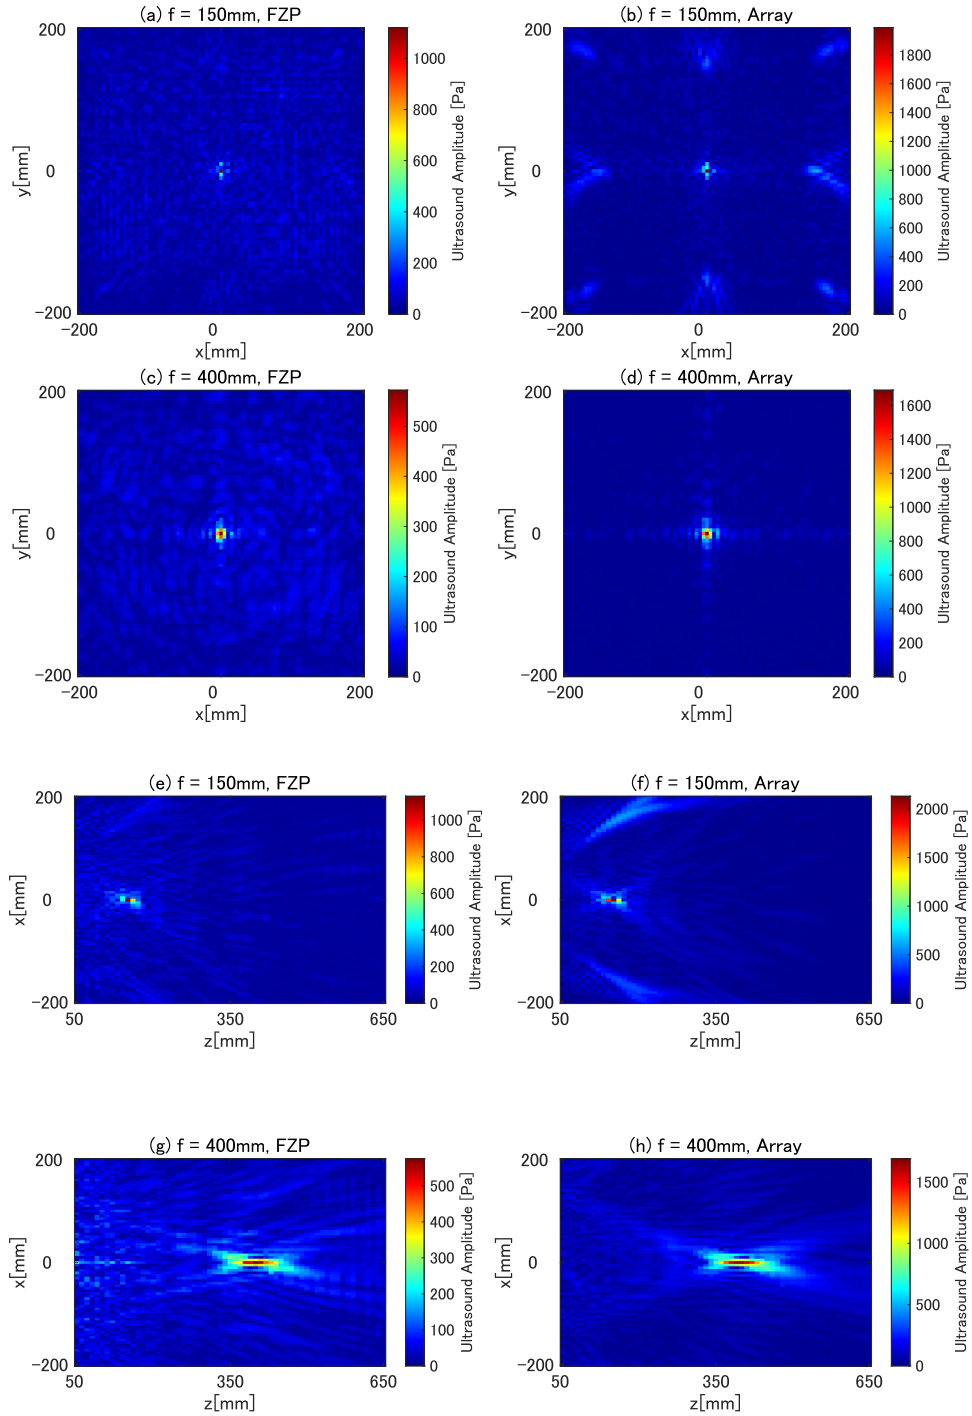 (a) f = 150mm, FZP
200
0
-200
y[mm]
-200 0 200
x[mm]
1000
800
600
400
200
0
Ultrasound Amplitude [Pa]
(b) f = 150mm, Array
200
0
-200
y[mm]
-200 0 200
x[mm]
1800
1600
1400
1200
1000
800
600
400
200
0
Ultrasound Amplitude [Pa]
(c) f = 400mm, FZP
200
0
-200
y[mm]
-200 0 200
x[mm]
500
400
300
200
100
0
Ultrasound Amplitude [Pa]
(d) f = 400mm, Array
200
0
-200
y[mm]
-200 0 200
x[mm]
1600
1400
1200
1000
800
600
400
200
0
Ultrasound Amplitude [Pa]
(e) f = 150mm, FZP
200
0
-200
x[mm]
50 350 650
z[mm]
1000
800
600
400
200
0
Ultrasound Amplitude [Pa]
(f) f = 150mm, Array
200
0
-200
x[mm]
50 350 650
z[mm]
2000
1500
1000
500
0
Ultrasound Amplitude [Pa]
(g) f = 400mm, FZP
200
0
-200
x[mm]
50 350 650
z[mm]
500
400
300
200
100
0
Ultrasound Amplitude [Pa]
(h) f = 400mm, Array
200
0
-200
x[mm]
50 350 650
z[mm]
1500
1000
500
0
Ultrasound Amplitude [Pa]